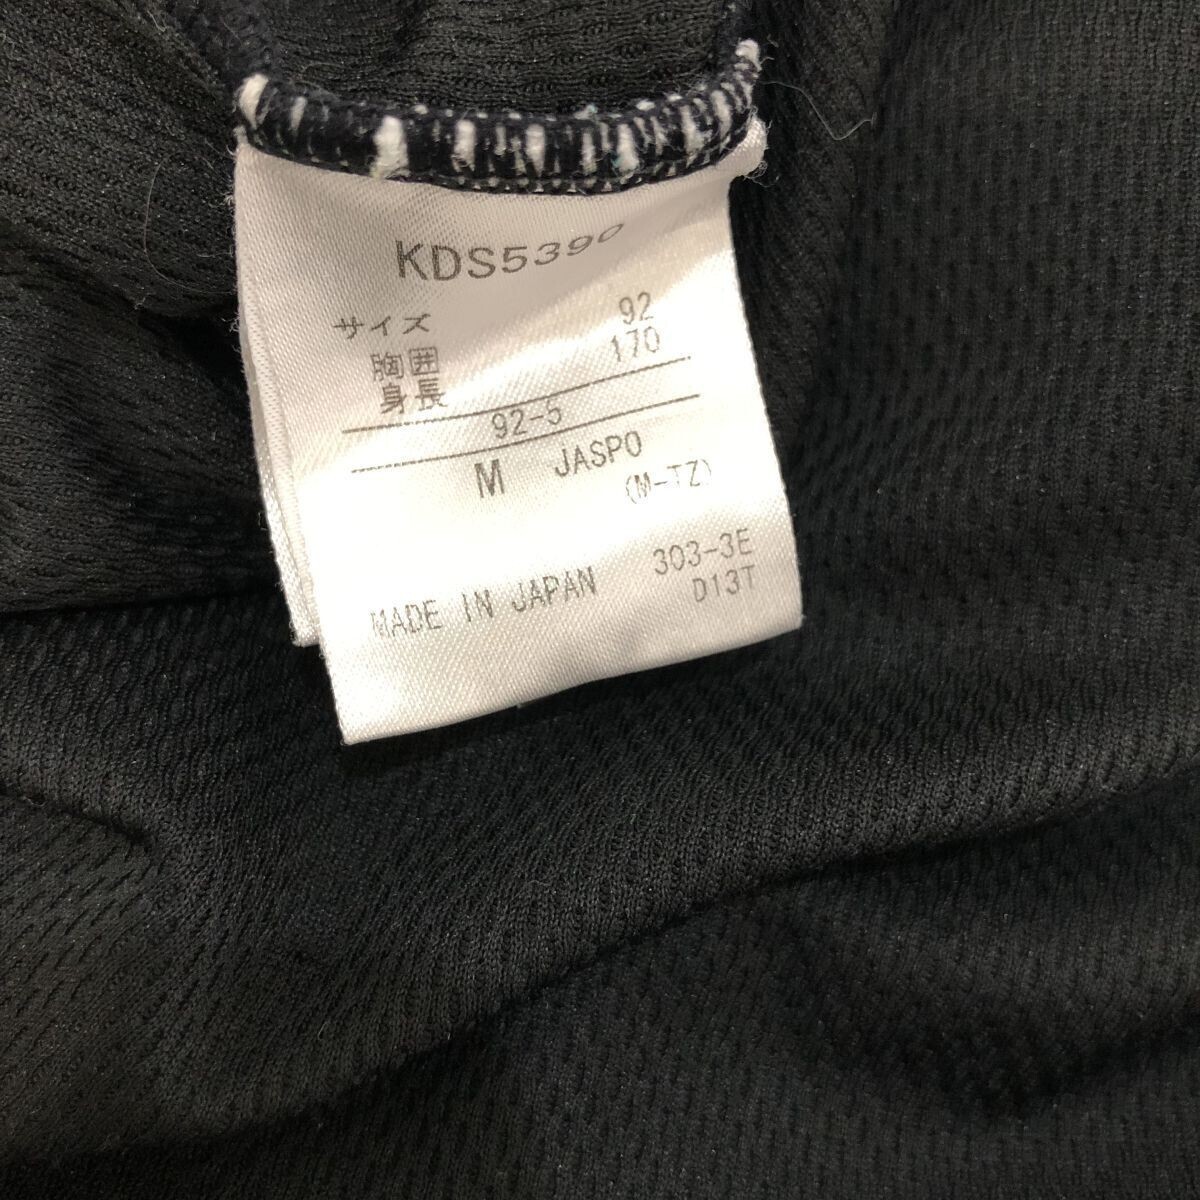 KDS5390
サイズ
胸囲 92
身長 170
92-5
M JASPO
(M-TZ)
303-3E
MADE IN JAPAN D13T